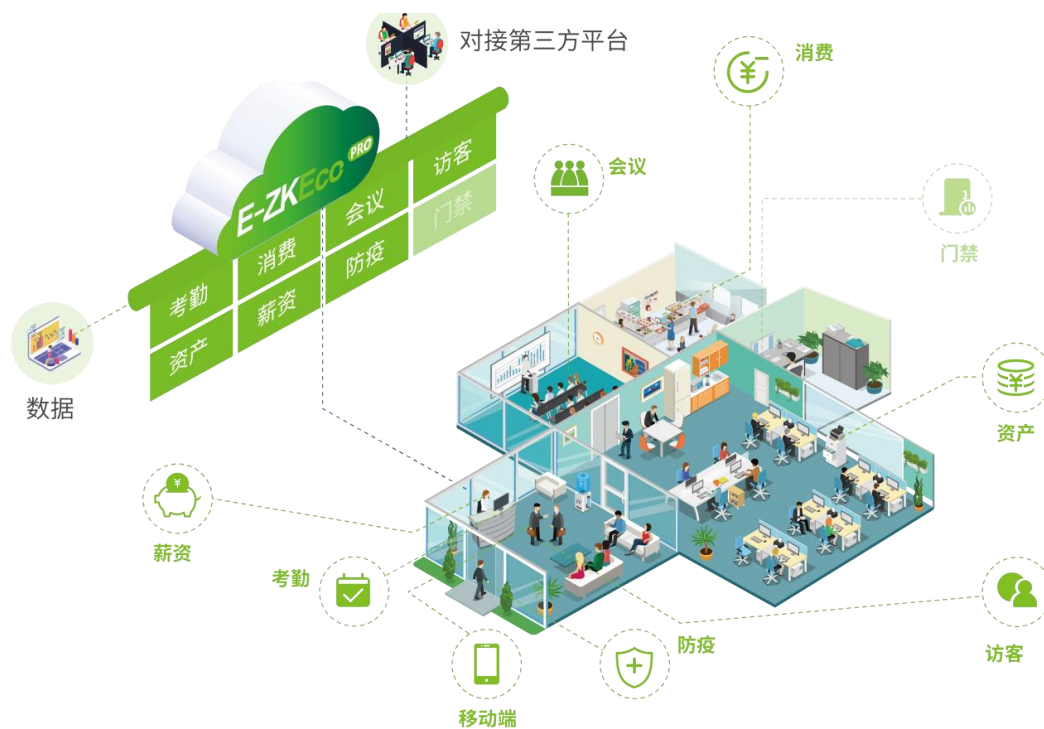 对接第三方平台
消费
E-ZKEco PRO
会议
访客
会议
门禁
消费
防疫
考勤
薪资
资产
门禁
数据
资产
薪资
考勤
防疫
访客
移动端